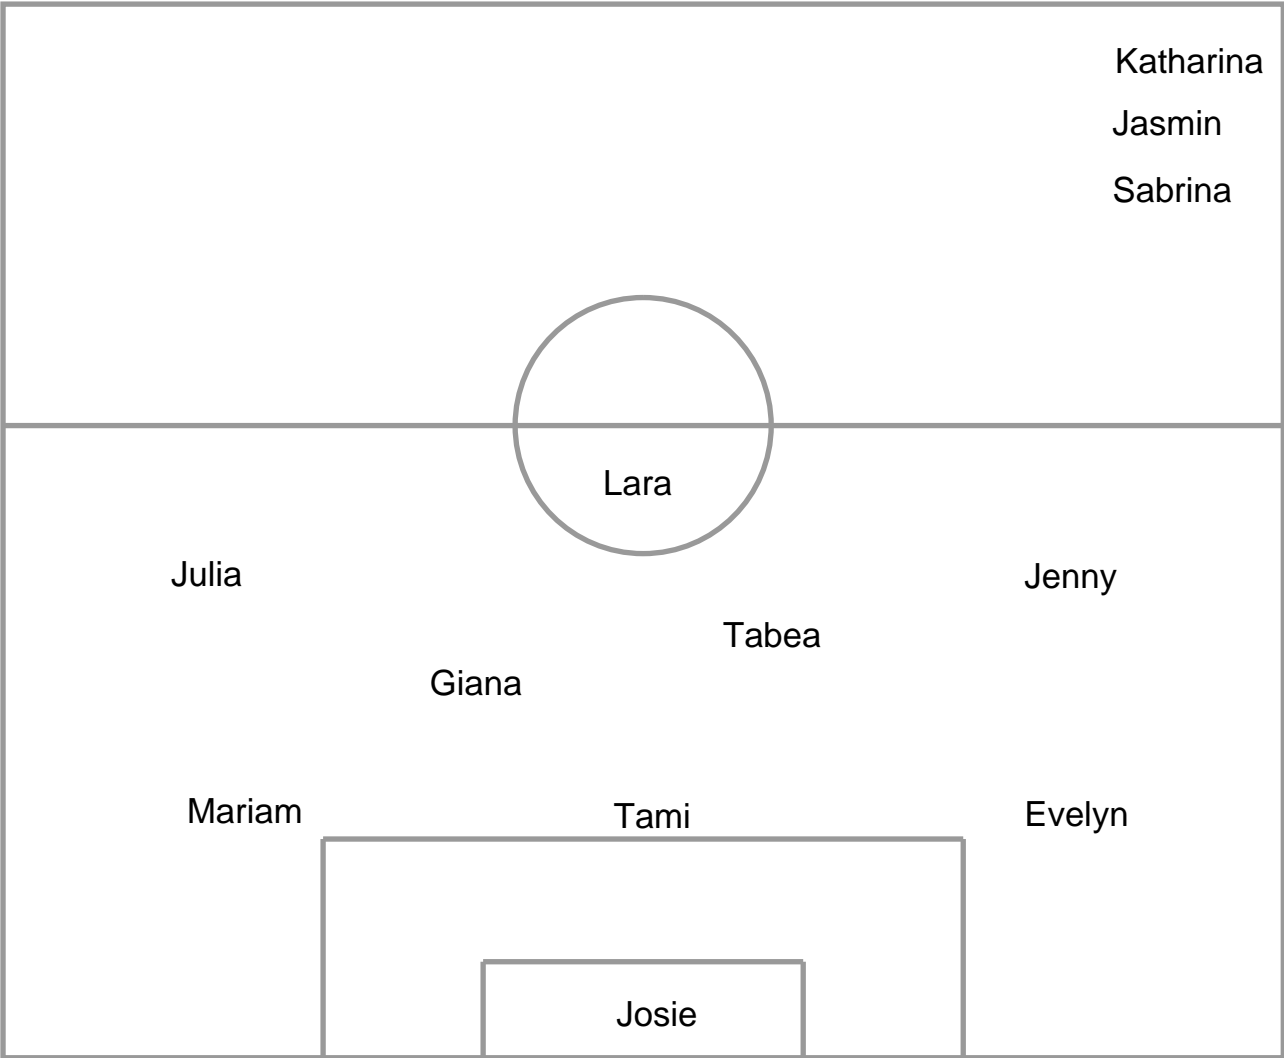 Katharina
Jasmin
Sabrina
Lara
Julia
Jenny
Tabea
Giana
Mariam
Tami
Evelyn
Josie